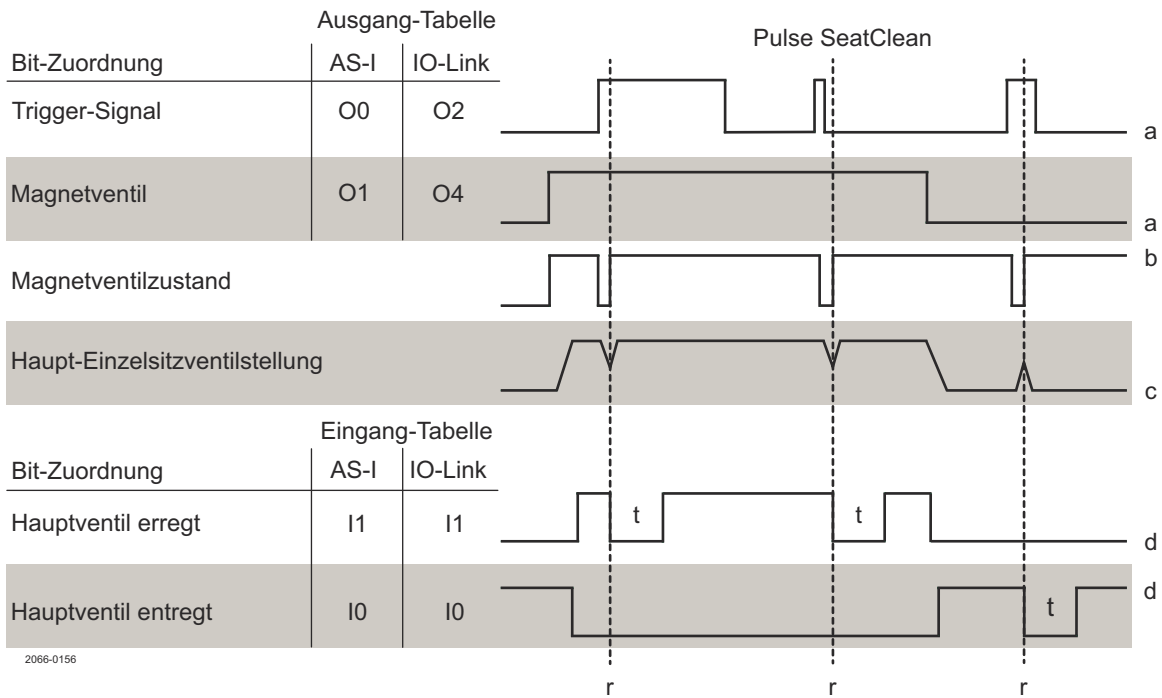 Ausgang-Tabelle
Pulse SeatClean
Bit-Zuordnung AS-I IO-Link
Trigger-Signal O0 O2
a
Magnetventil O1 O4
a
b
Magnetventilzustand
Haupt-Einzelsitzventilstellung
c
Eingang-Tabelle
Bit-Zuordnung AS-I IO-Link
Hauptventil erregt I1 I1 t t
d
d
Hauptventil entregt I0 I0 t
2066-0156
r r r